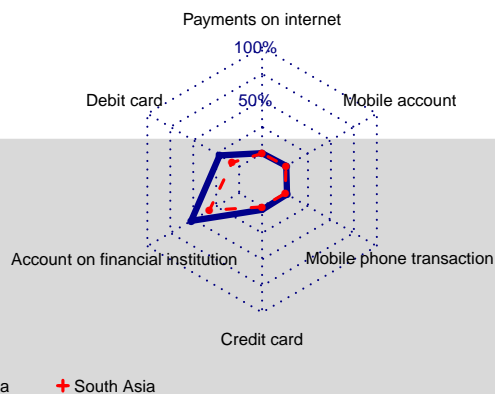 Payments on internet
100%
Debit card
50%
Mobile account
Account on financial institution
Mobile phone transaction
Credit card
a
South Asia